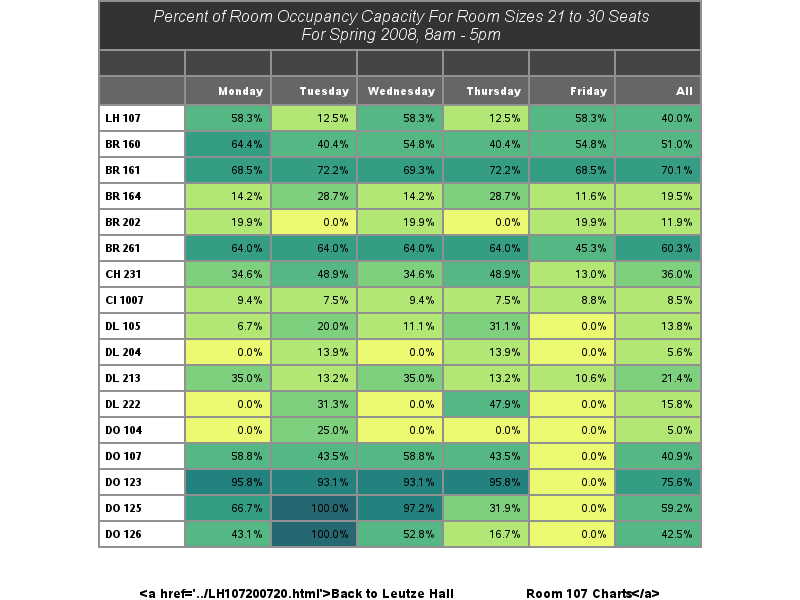 Percent of Room Occupancy Capacity For Room Sizes 21 to 30 Seats
For Spring 2008, 8am - 5pm
Monday Tuesday Wednesday Thursday Friday All
LH 107 58.3% 12.5% 58.3% 12.5% 58.3% 40.0%
BR 160 64.4% 40.4% 54.8% 40.4% 54.8% 51.0%
BR 161 68.5% 72.2% 69.3% 72.2% 68.5% 70.1%
BR 164 14.2% 28.7% 14.2% 28.7% 11.6% 19.5%
BR 202 19.9% 0.0% 19.9% 0.0% 19.9% 11.9%
BR 261 64.0% 64.0% 64.0% 64.0% 45.3% 60.3%
CH 231 34.6% 48.9% 34.6% 48.9% 13.0% 36.0%
CI 1007 9.4% 7.5% 9.4% 7.5% 8.8% 8.5%
DL 105 6.7% 20.0% 11.1% 31.1% 0.0% 13.8%
DL 204 0.0% 13.9% 0.0% 13.9% 0.0% 5.6%
DL 213 35.0% 13.2% 35.0% 13.2% 10.6% 21.4%
DL 222 0.0% 31.3% 0.0% 47.9% 0.0% 15.8%
DO 104 0.0% 25.0% 0.0% 0.0% 0.0% 5.0%
DO 107 58.8% 43.5% 58.8% 43.5% 0.0% 40.9%
DO 123 95.8% 93.1% 93.1% 95.8% 0.0% 75.6%
DO 125 66.7% 100.0% 97.2% 31.9% 0.0% 59.2%
DO 126 43.1% 100.0% 52.8% 16.7% 0.0% 42.5%
<a href='../LH107200720.html'>Back to Leutze Hall Room 107 Charts</a>